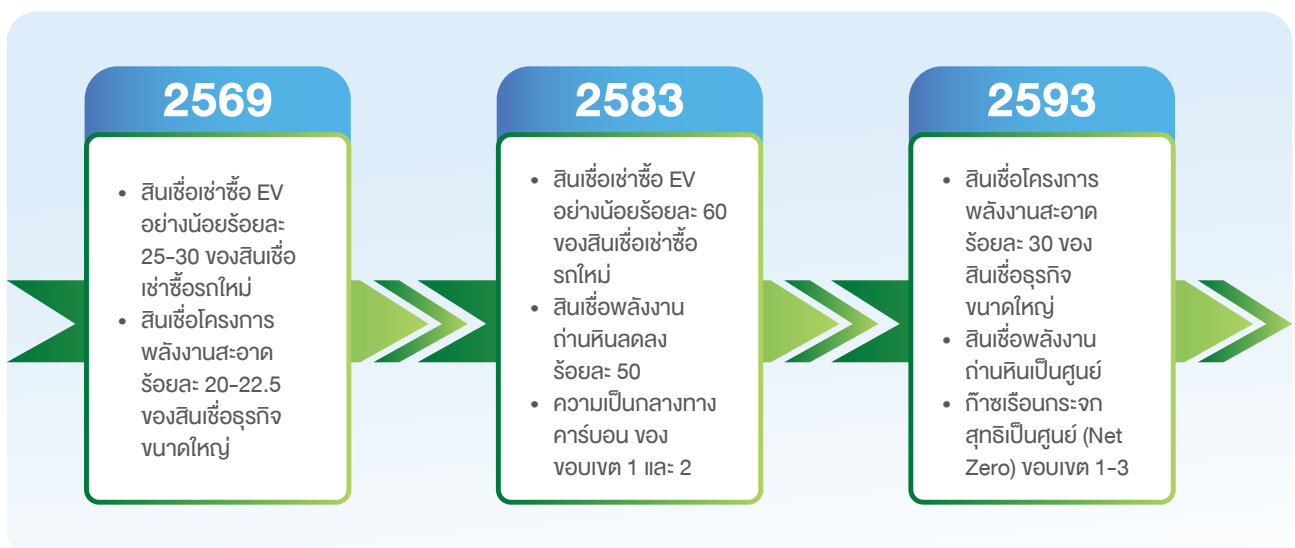 2569
• สินเชื่อเช่าซื้อ EV
อย่างน้อยร้อยละ
25-30 ของสินเชื่อ
เช่าซื้อรถใหม่
• สินเชื่อโครงการ
พลังงานสะอาด
ร้อยละ 20-22.5
ของสินเชื่อธุรกิจ
ขนาดใหญ่
2583
• สินเชื่อเช่าซื้อ EV
อย่างน้อยร้อยละ 60
ของสินเชื่อเช่าซื้อ
รถใหม่
• สินเชื่อพลังงาน
ถ่านหินลดลง
ร้อยละ 50
• ความเป็นกลางทาง
คาร์บอน ของ
ขอบเขต 1 และ 2
2593
• สินเชื่อโครงการ
พลังงานสะอาด
ร้อยละ 30 ของ
สินเชื่อธุรกิจ
ขนาดใหญ่
• สินเชื่อพลังงาน
ถ่านหินเป็นศูนย์
• ก๊าซเรือนกระจก
สุทธิเป็นศูนย์ (Net
Zero) ขอบเขต 1-3